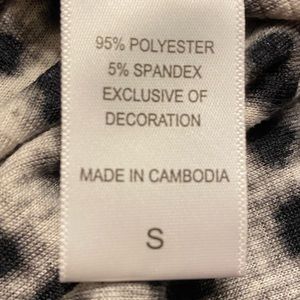 95% POLYESTER
5% SPANDEX
EXCLUSIVE OF
DECORATION
MADE IN CAMBODIA
S